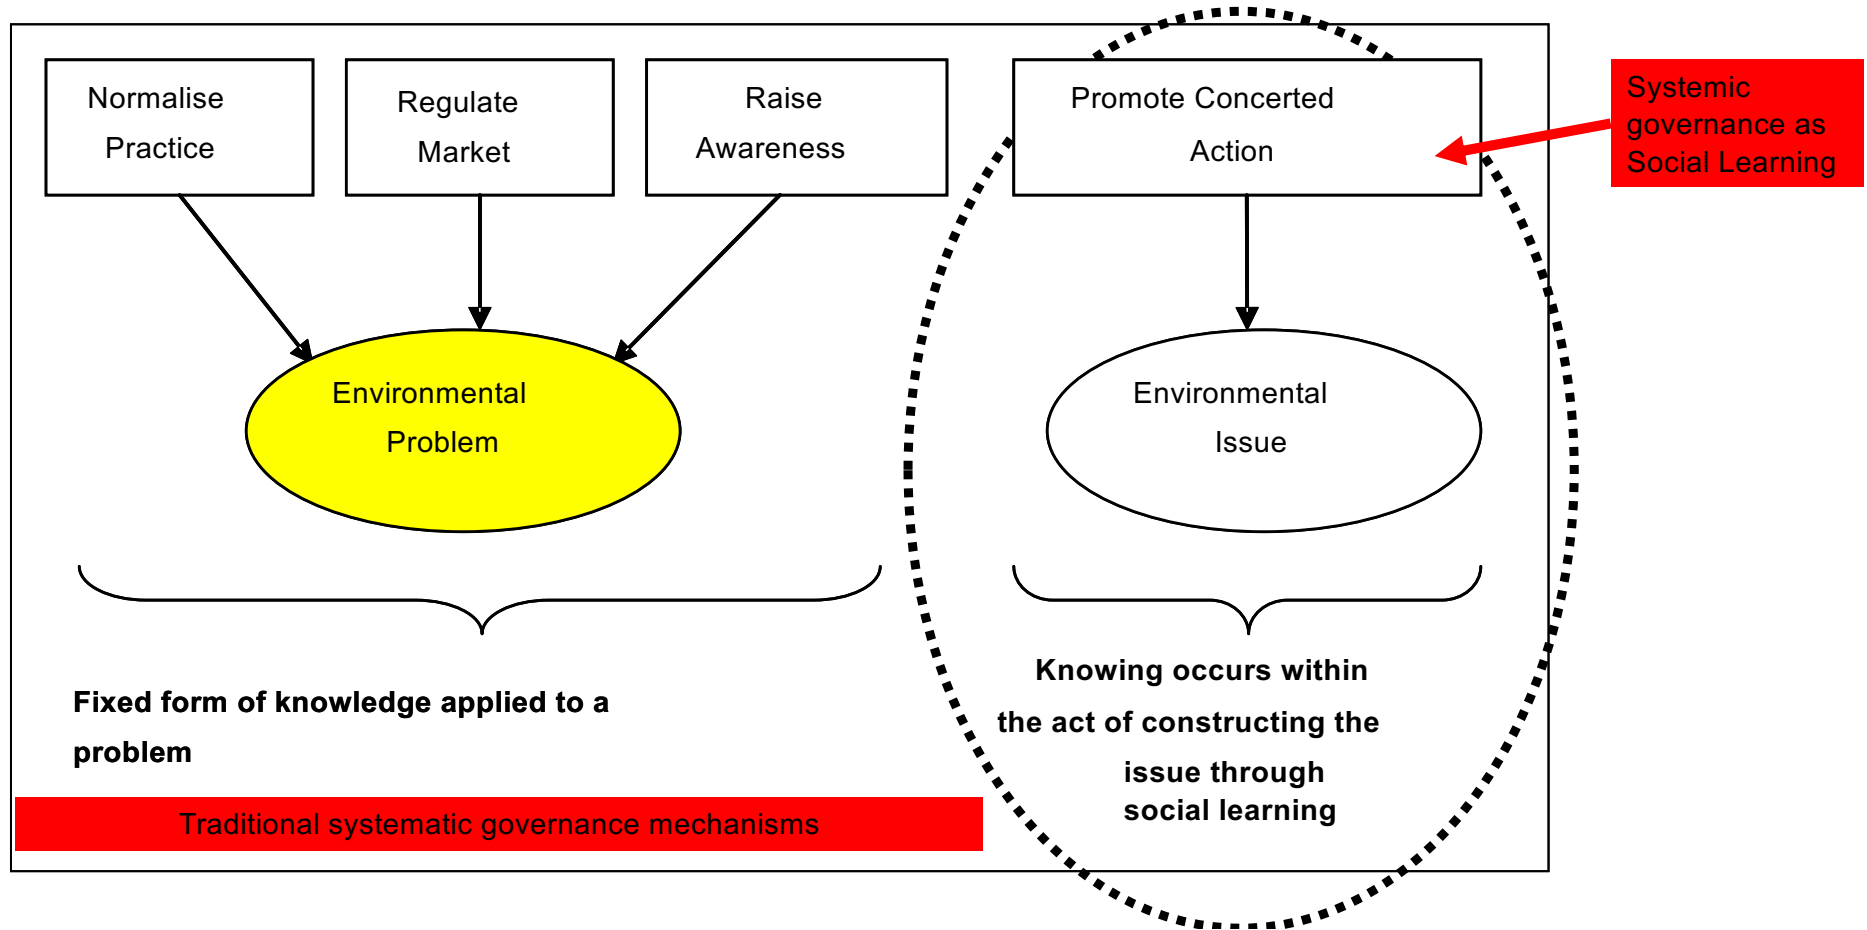 Normalise
Practice
Regulate
Market
Raise
Awareness
Promote Concerted
Action
Systemic
governance as
Social Learning
Environmental
Problem
Environmental
Issue
Fixed form of knowledge applied to a
problem
Knowing occurs within
the act of constructing the
issue through
social learning
Traditional systematic governance mechanisms